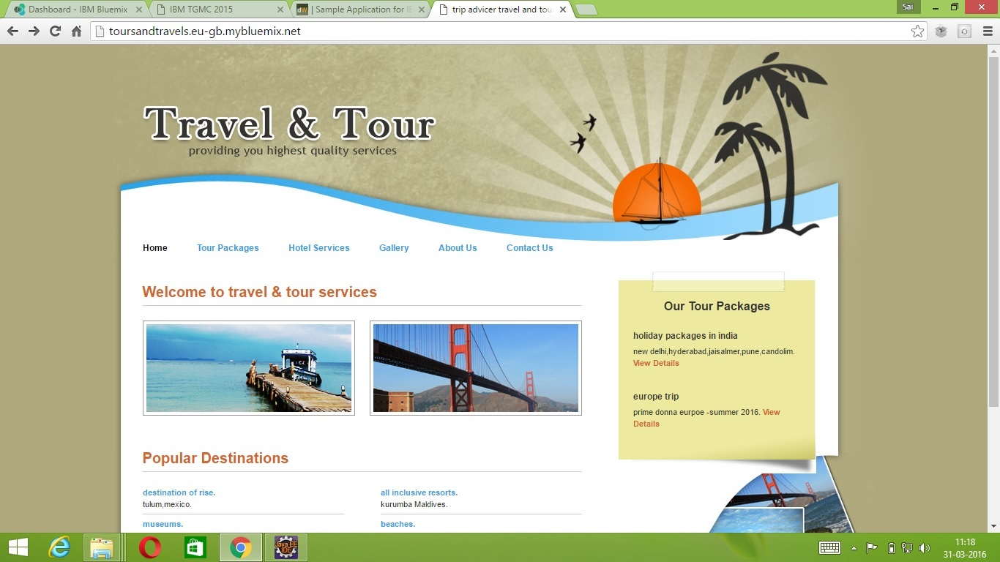 Dashboard - IBM Bluemix
IBM TGMC 2015
dW | Sample Application for IB
trip advicer travel and tou
Sai
toursandtravels.eu-gb.mybluemix.net
Travel & Tour
providing you highest quality services
Home Tour Packages Hotel Services Gallery About Us Contact Us
Welcome to travel & tour services
Our Tour Packages
holiday packages in india
new delhi,hyderabad,jaisalmer,pune,candolim.
View Details
europe trip
prime donna eurpoe -summer 2016. View
Details
Popular Destinations
destination of rise.
tulum,mexico.
all inclusive resorts.
kurumba Maldives.
museums.
beaches.
Java EE
IDE
11:18
31-03-2016